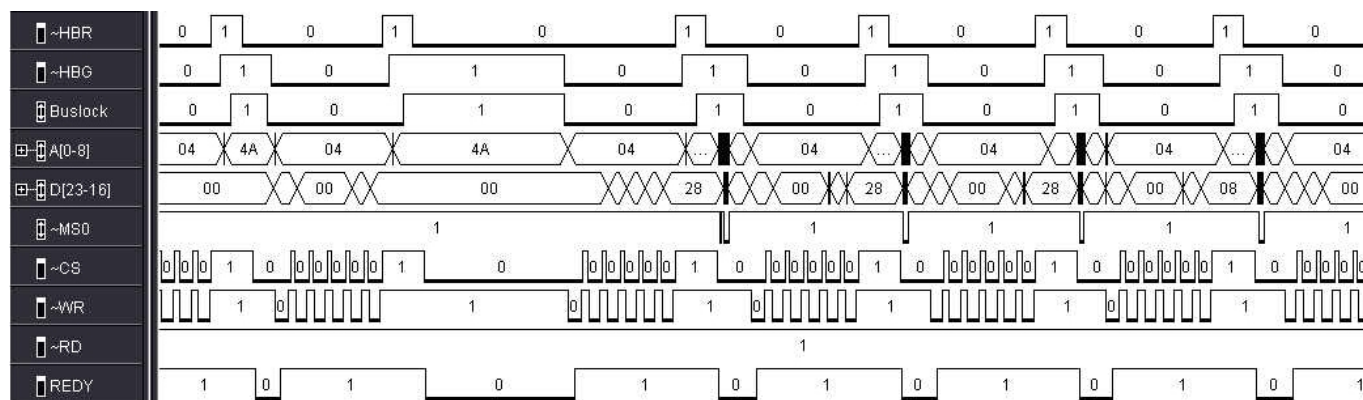 ~HBR 0 1 0 1 0 1 0 1 0 1 0 1 0
~HBG 0 1 0 1 0 1 0 1 0 1 0 1 0
Buslock 0 1 0 1 0 1 0 1 0 1 0 1 0
A[0-8] 04 4A 04 4A 04 ... 04 ... 04 04 ... 04
D[23-16] 00 00 00 28 00 28 00 28 00 08 00
~MS0 1 1 1 1 1
~CS 0 0 0 1 0 0 0 0 0 0 1 0 0 0 0 0 0 1 0 0 0 0 0 0 1 0 0 0 0 0 0 1 0 0 0 0 0 0 1 0 0 0 0
~WR 1 0 1 0 1 0 1 1 0 1
~RD 1
REDY 1 0 1 0 1 0 1 0 1 0 1 0 1